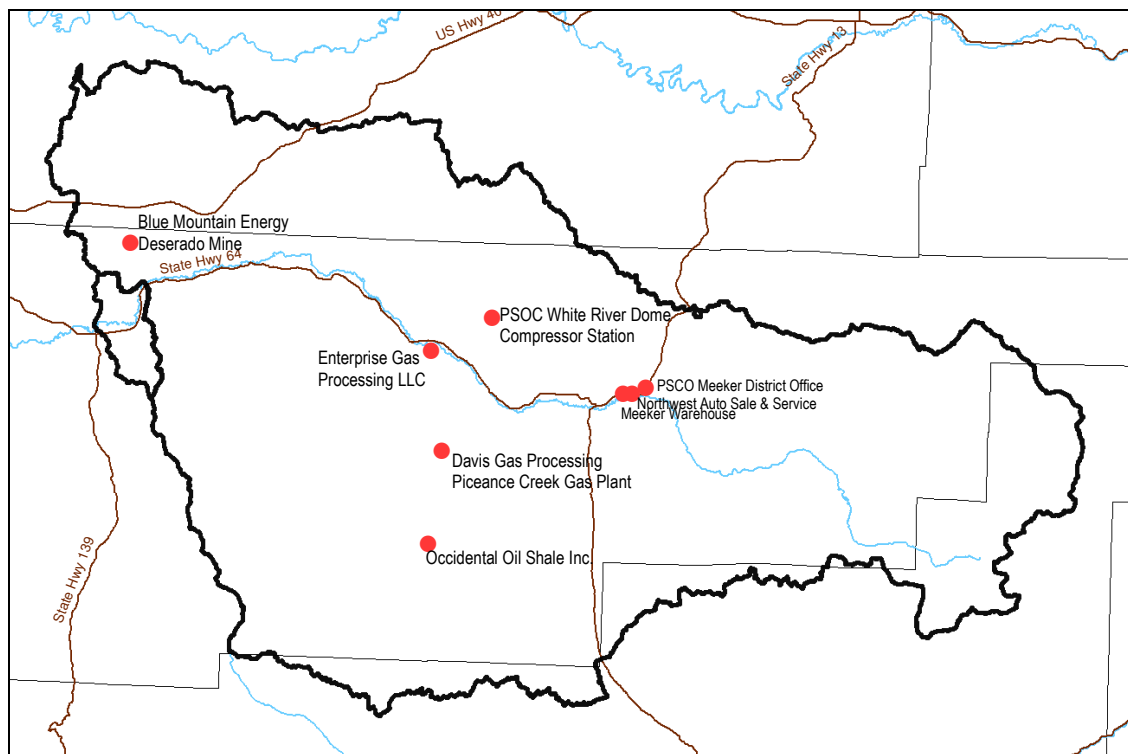 US Hwy 40
State Hwy 13
Blue Mountain Energy
Deserado Mine
State Hwy 64
PSOC White River Dome
Compressor Station
Enterprise Gas
Processing LLC
PSCO Meeker District Office
Northwest Auto Sale & Service
Meeker Warehouse
Davis Gas Processing
Piceance Creek Gas Plant
State Hwy 139
Occidental Oil Shale Inc.